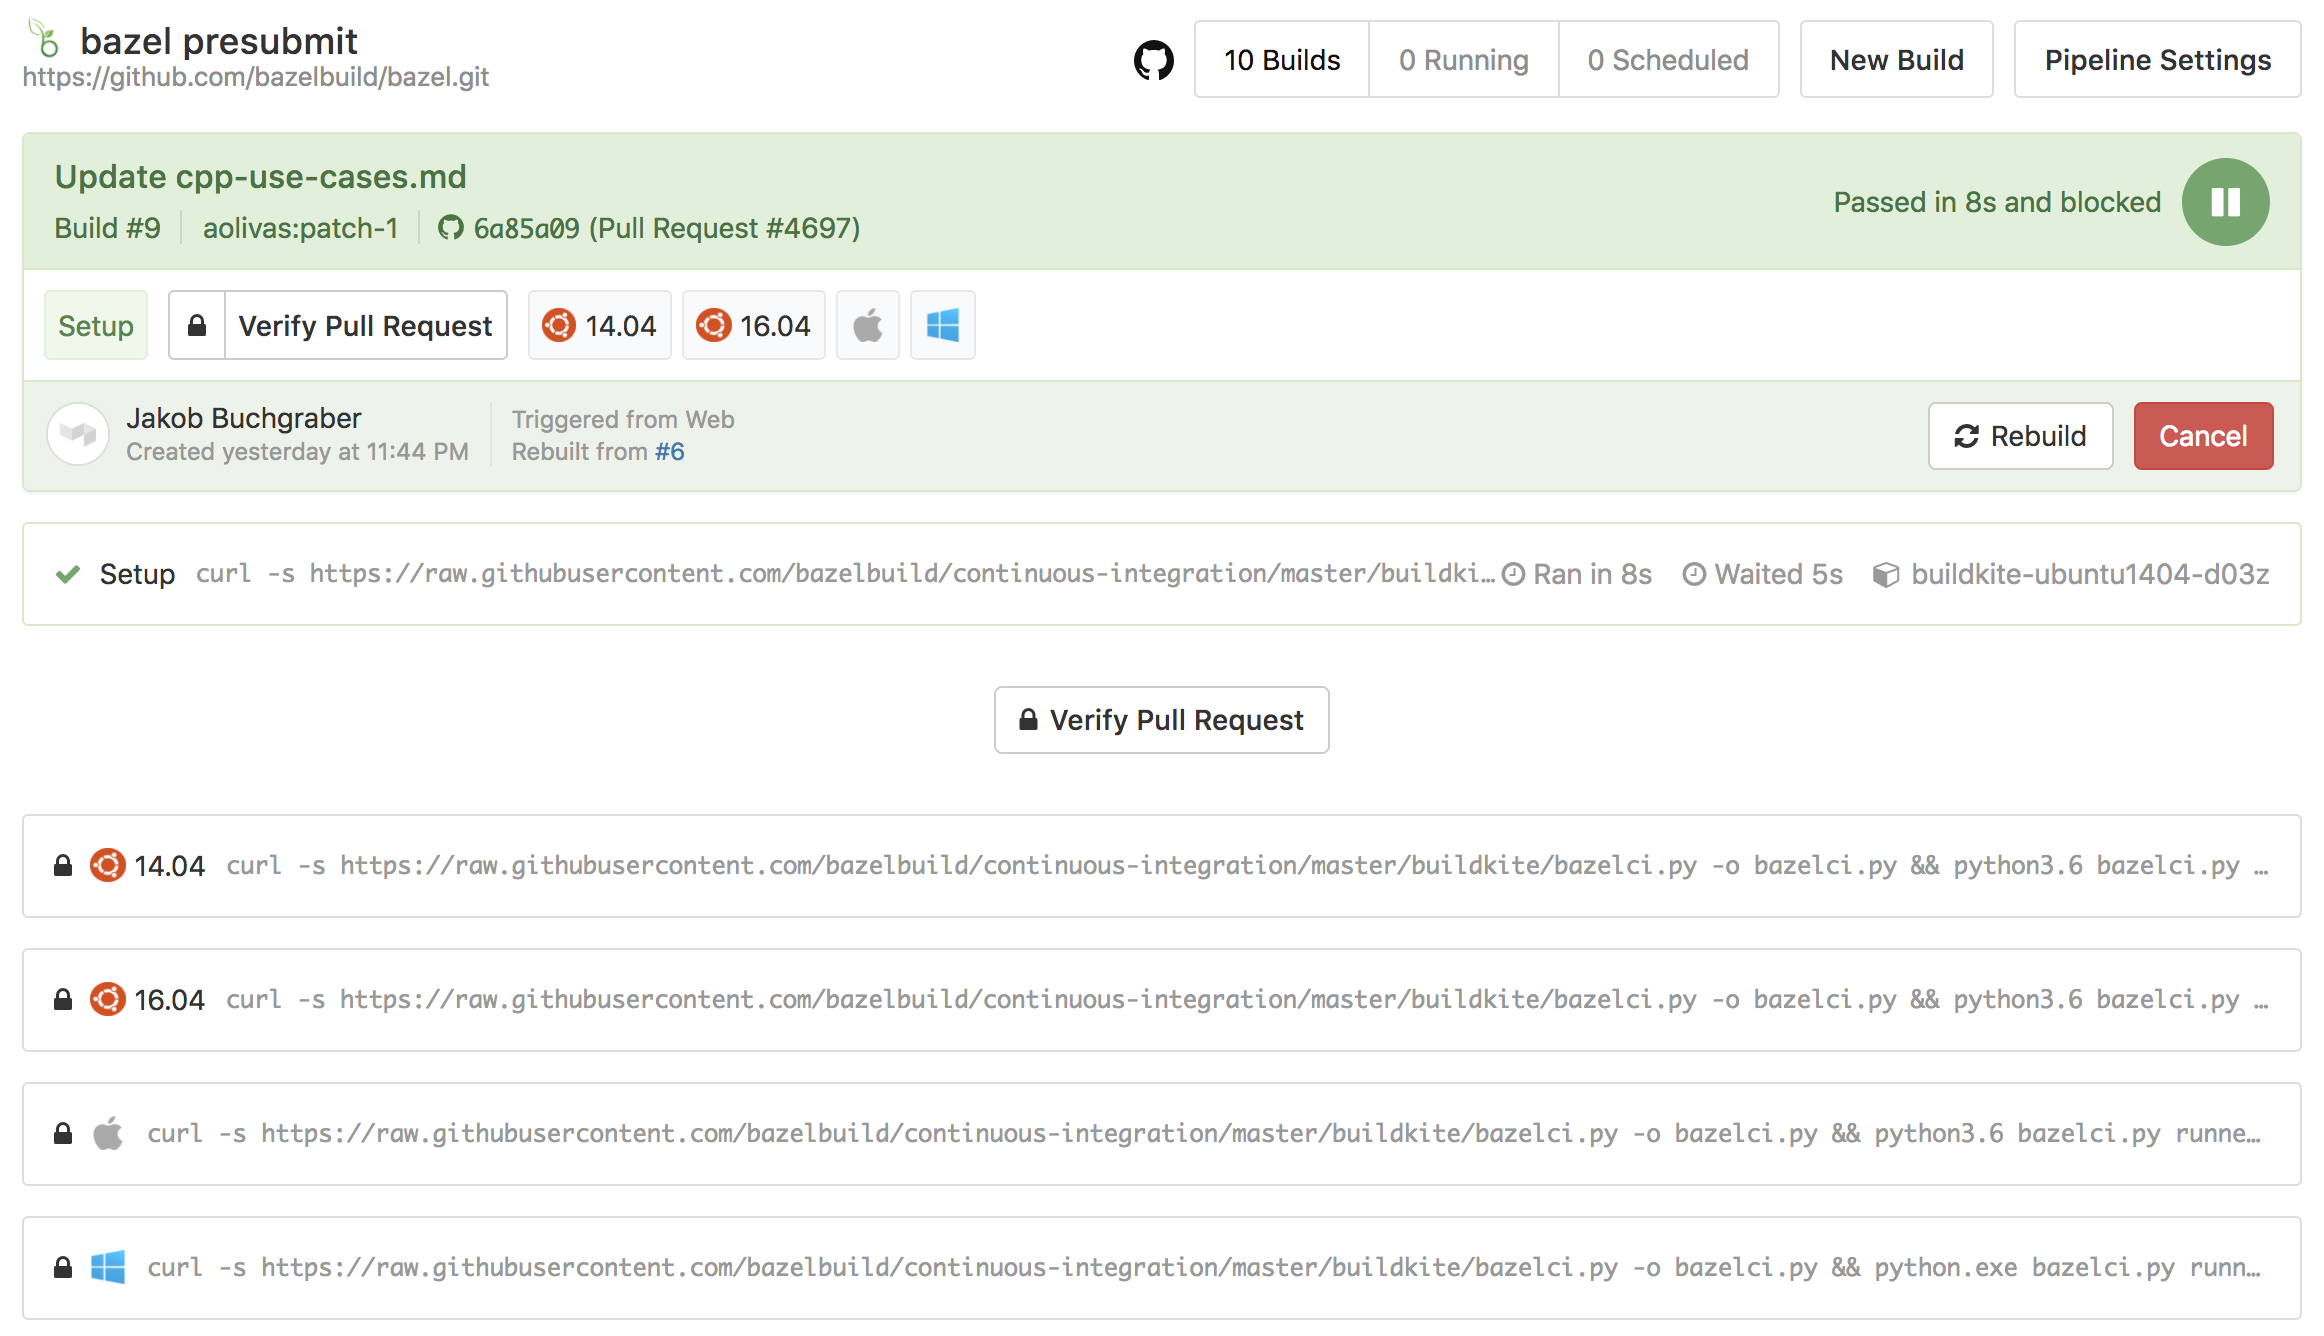 bazel presubmit
https://github.com/bazelbuild/bazel.git
10 Builds 0 Running 0 Scheduled New Build Pipeline Settings
Update cpp-use-cases.md
Build #9 aolivas:patch-1 6a85a09 (Pull Request #4697)
Passed in 8s and blocked
Setup Verify Pull Request 14.04 16.04
Jakob Buchgraber
Created yesterday at 11:44 PM
Triggered from Web
Rebuilt from #6
Rebuild Cancel
Setup curl -s https://raw.githubusercontent.com/bazelbuild/continuous-integration/master/buildki… Ran in 8s Waited 5s buildkite-ubuntu1404-d03z
Verify Pull Request
14.04 curl -s https://raw.githubusercontent.com/bazelbuild/continuous-integration/master/buildkite/bazelci.py -o bazelci.py && python3.6 bazelci.py …
16.04 curl -s https://raw.githubusercontent.com/bazelbuild/continuous-integration/master/buildkite/bazelci.py -o bazelci.py && python3.6 bazelci.py …
curl -s https://raw.githubusercontent.com/bazelbuild/continuous-integration/master/buildkite/bazelci.py -o bazelci.py && python3.6 bazelci.py runne…
curl -s https://raw.githubusercontent.com/bazelbuild/continuous-integration/master/buildkite/bazelci.py -o bazelci.py && python.exe bazelci.py runn…